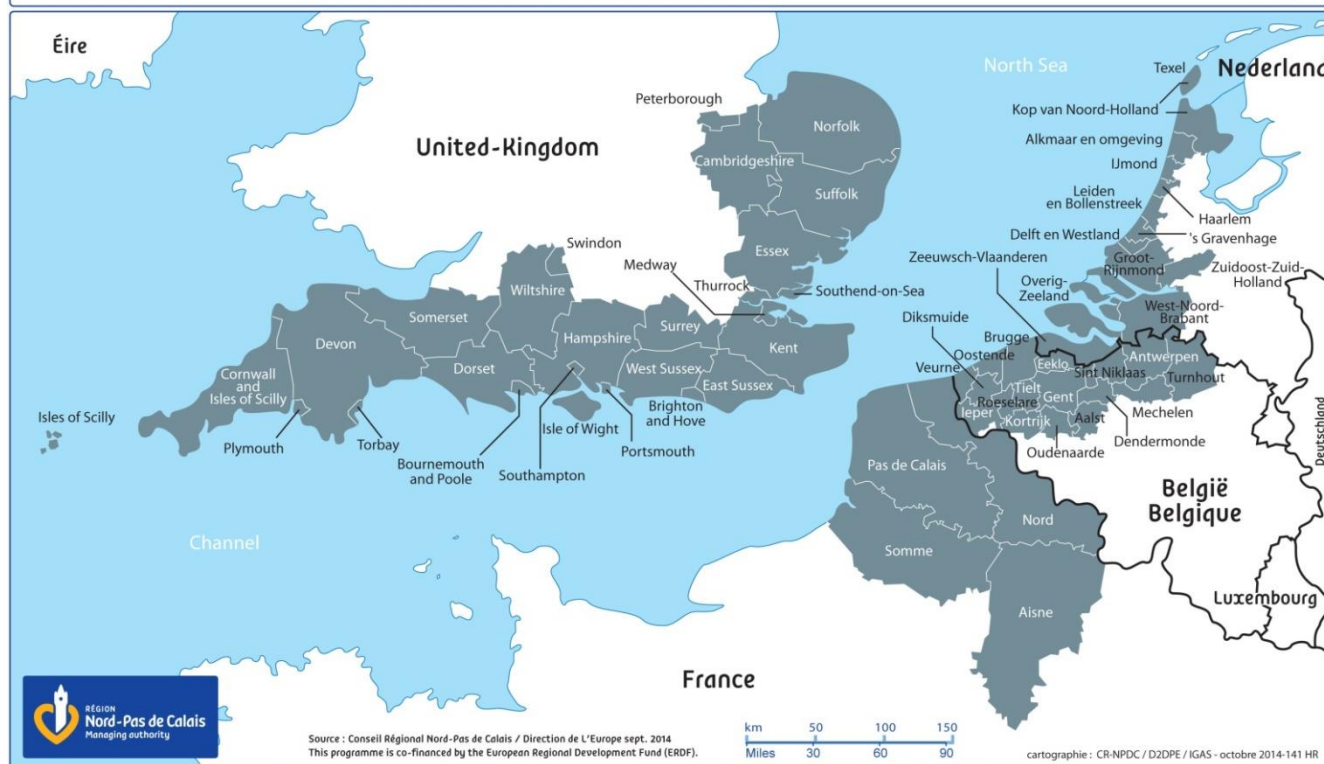 Éire
North Sea
Nederland
Texel
Kop van Noord-Holland
Alkmaar en omgeving
IJmond
Leiden
en Bollenstreek
Haarlem
Delft en Westland
's Gravenhage
Groot-
Rijnmond
Zuidoost-Zuid-
Holland
Zeeuwsch-Vlaanderen
Overig-
Zeeland
West-Noord-
Brabant
United-Kingdom
Peterborough
Norfolk
Cambridgeshire
Suffolk
Essex
Swindon
Medway
Thurrock
Southend-on-Sea
Wiltshire
Somerset
Hampshire
Surrey
Kent
Devon
Dorset
West Sussex
East Sussex
Cornwall
and
Isles of Scilly
Isles of Scilly
Plymouth
Torbay
Bournemouth
and Poole
Southampton
Isle of Wight
Portsmouth
Brighton
and Hove
Diksmuide
Brugge
Oostende
Veurne
Eeklo
Sint Niklaas
Antwerpen
Turnhout
Tielt
Roeselare
Gent
Ieper
Kortrijk
Aalst
Mechelen
Dendermonde
Oudenaarde
Deutschland
België
Belgique
Luxembourg
Pas de Calais
Nord
Somme
Aisne
Channel
France
RÉGION
Nord-Pas de Calais
Managing authority
Source : Conseil Régional Nord-Pas de Calais / Direction de L'Europe sept. 2014
This programme is co-financed by the European Regional Development Fund (ERDF).
km 50 100 150
Miles 30 60 90
cartographie : CR-NPDC / D2DPE / IGAS - octobre 2014-141 HR